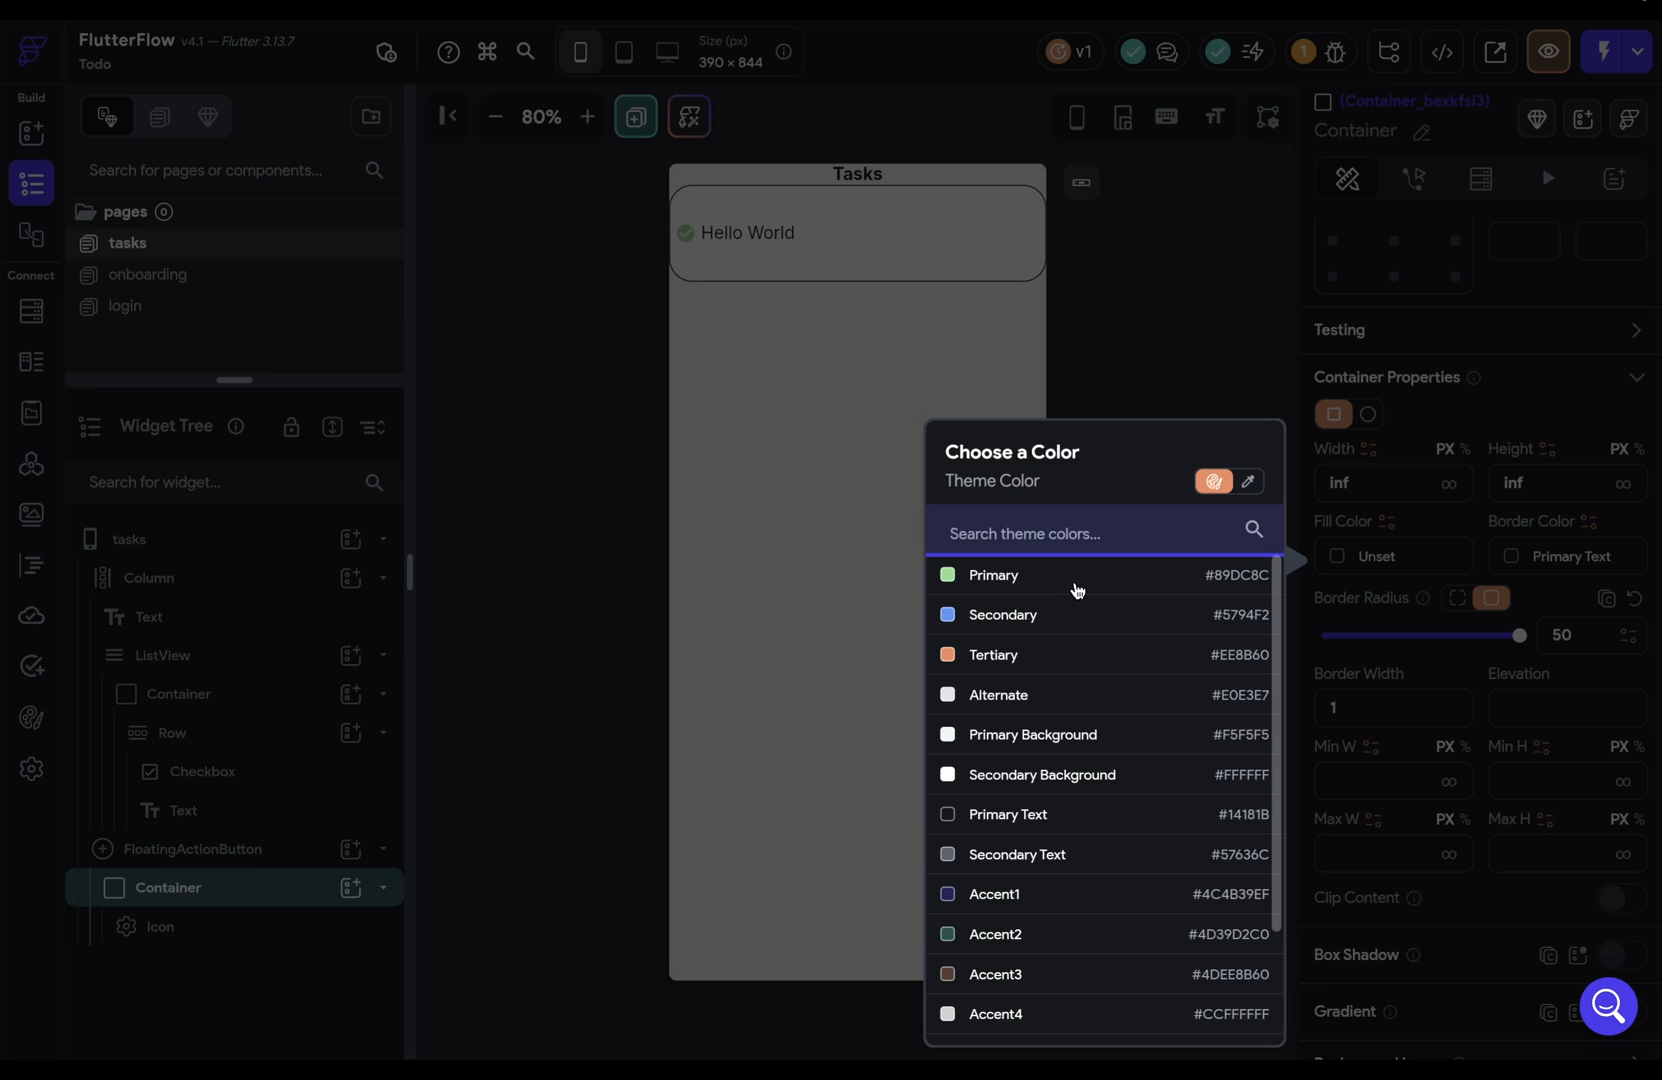 FlutterFlow v4.1 — Flutter 3.13.7
Todo
Size (px)
390 × 844
v1
1
Build
Search for pages or components...
pages 0
tasks
onboarding
login
Connect
Widget Tree
Search for widget...
tasks
Column
Text
ListView
Container
Row
Checkbox
Text
FloatingActionButton
Container
Icon
80%
Tasks
Hello World
Choose a Color
Theme Color
Search theme colors...
Primary #89DC8C
Secondary #5794F2
Tertiary #EE8B60
Alternate #E0E3E7
Primary Background #F5F5F5
Secondary Background #FFFFFF
Primary Text #14181B
Secondary Text #57636C
Accent1 #4C4B39EF
Accent2 #4D39D2C0
Accent3 #4DEE8B60
Accent4 #CCFFFFFF
(Container_bexkfsl3)
Container
Testing
Container Properties
Width PX % Height PX %
inf ∞ inf ∞
Fill Color Border Color
Unset Primary Text
Border Radius
50
Border Width Elevation
1
Min W PX % Min H PX %
∞ ∞
Max W PX % Max H PX %
∞ ∞
Clip Content
Box Shadow
Gradient